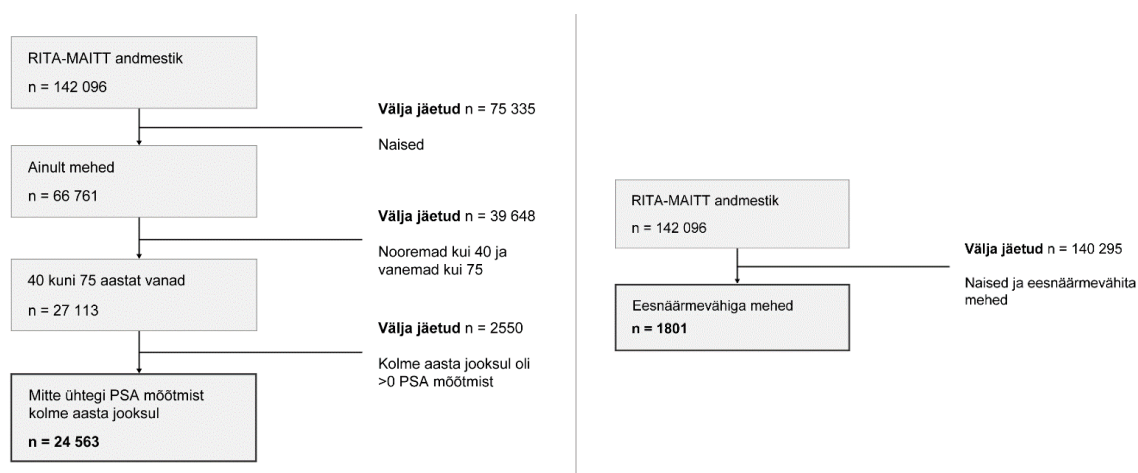 RITA-MAITT andmestik
n = 142 096
Välja jäetud n = 75 335
Naised
Ainult mehed
n = 66 761
Välja jäetud n = 39 648
Nooremad kui 40 ja
vanemad kui 75
40 kuni 75 aastat vanad
n = 27 113
Välja jäetud n = 2550
Kolme aasta jooksul oli
>0 PSA mõõtmist
Mitte ühtegi PSA mõõtmist
kolme aasta jooksul
n = 24 563
RITA-MAITT andmestik
n = 142 096
Välja jäetud n = 140 295
Naised ja eesnäärmevähita
mehed
Eesnäärmevähiga mehed
n = 1801